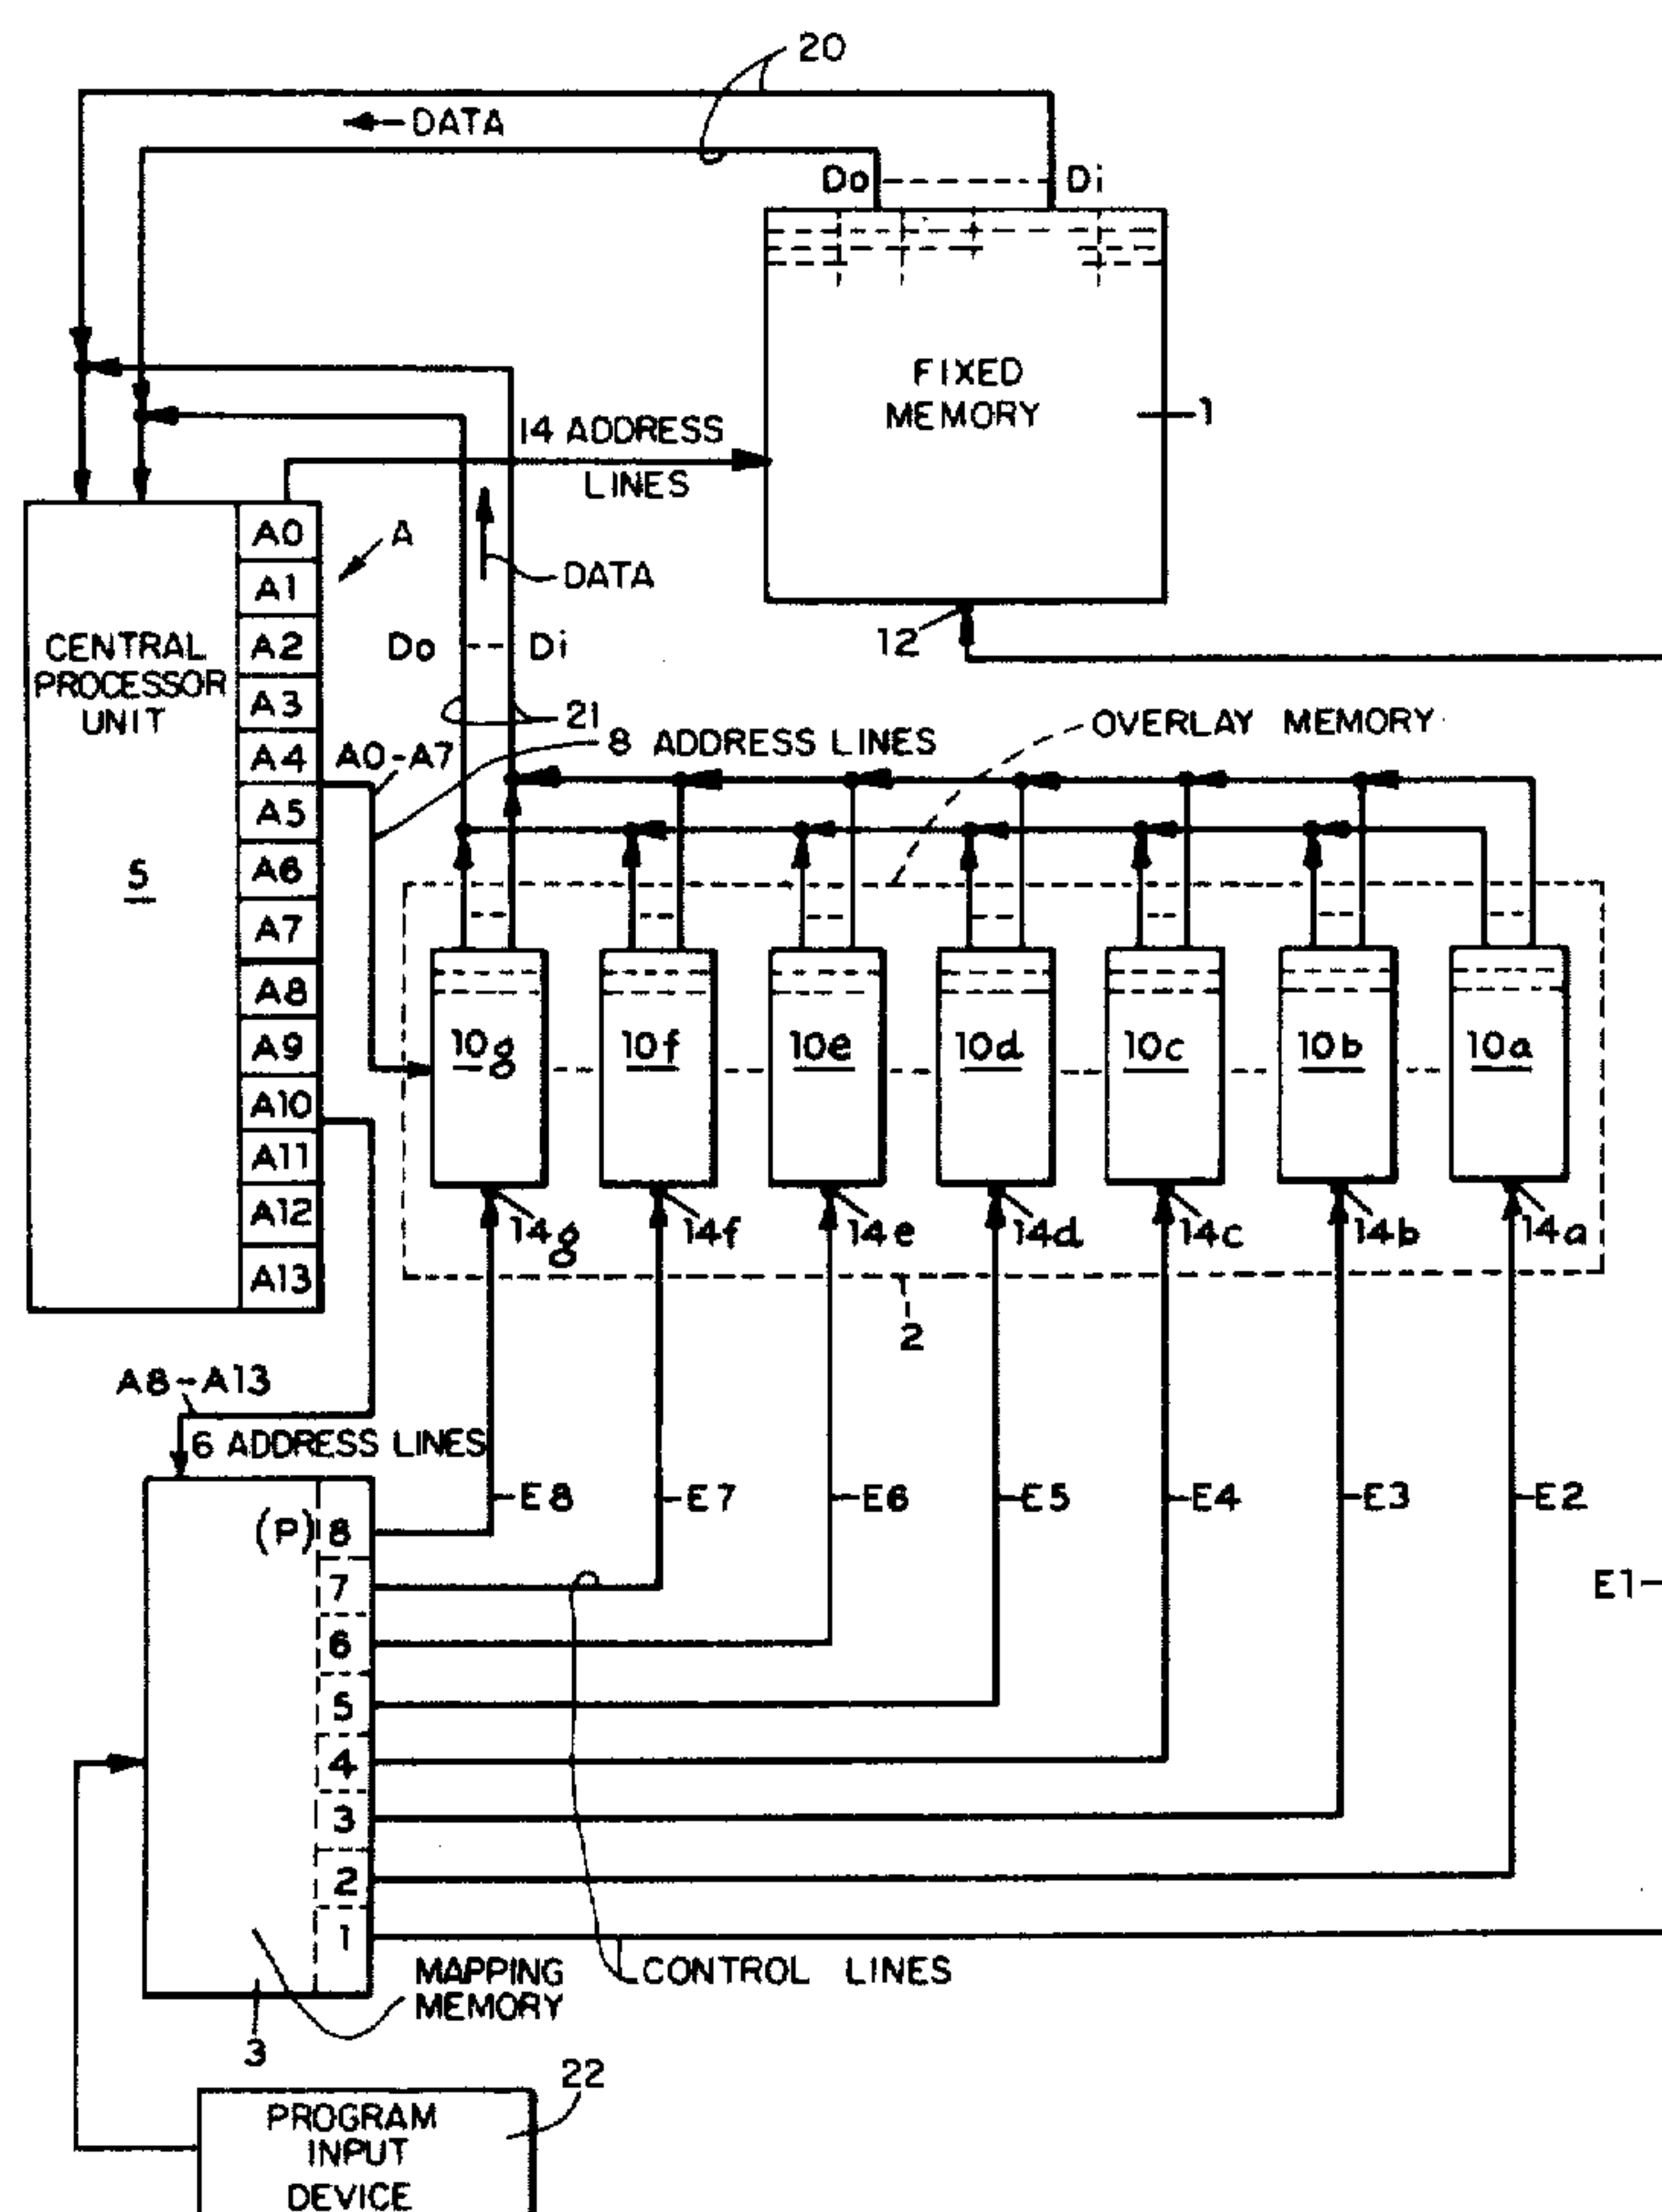 20
DATA
Do Di
FIXED
MEMORY
1
14 ADDRESS
LINES
A0
A
A1
DATA
A2
CENTRAL
PROCESSOR
UNIT
Do Di
12
A3
21
OVERLAY MEMORY
8 ADDRESS LINES
A4
A0-A7
A5
5
A6
A7
A8
A9
10g 10f 10e 10d 10c 10b 10a
A10
A11
A12
14g 14f 14e 14d 14c 14b 14a
A13
2
A8-A13
6 ADDRESS LINES
E8 E7 E6 E5 E4 E3 E2
(P) 8
7
E1
6
5
4
3
2
1
CONTROL LINES
MAPPING
MEMORY
3
22
PROGRAM
INPUT
DEVICE